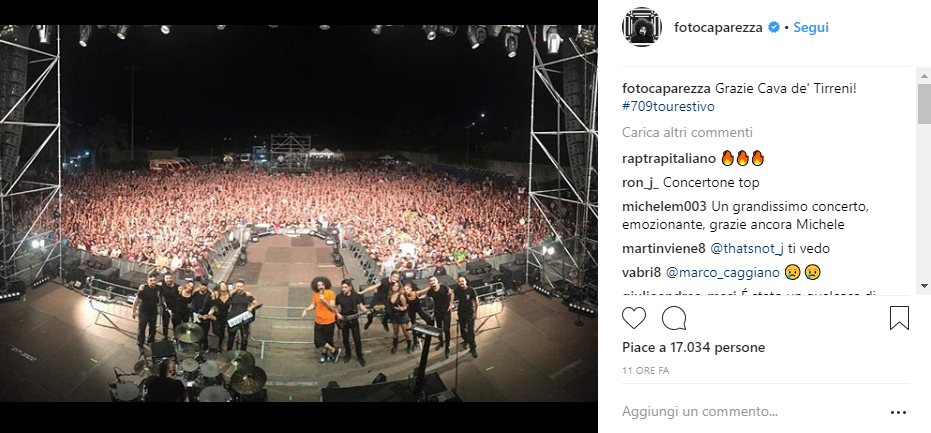 fotocaparezza • Segui
fotocaparezza Grazie Cava de' Tirreni!
#709tourestivo
Carica altri commenti
raptrapitaliano
ron_j_ Concertone top
michelem003 Un grandissimo concerto,
emozionante, grazie ancora Michele
martinviene8 @thatsnot_j ti vedo
vabri8 @marco_caggiano
Piace a 17.034 persone
11 ORE FA
Aggiungi un commento...